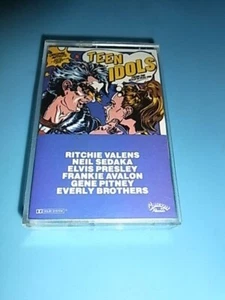 TEEN
IDOLS
RITCHIE VALENS
NEIL SEDAKA
ELVIS PRESLEY
FRANKIE AVALON
GENE PITNEY
EVERLY BROTHERS